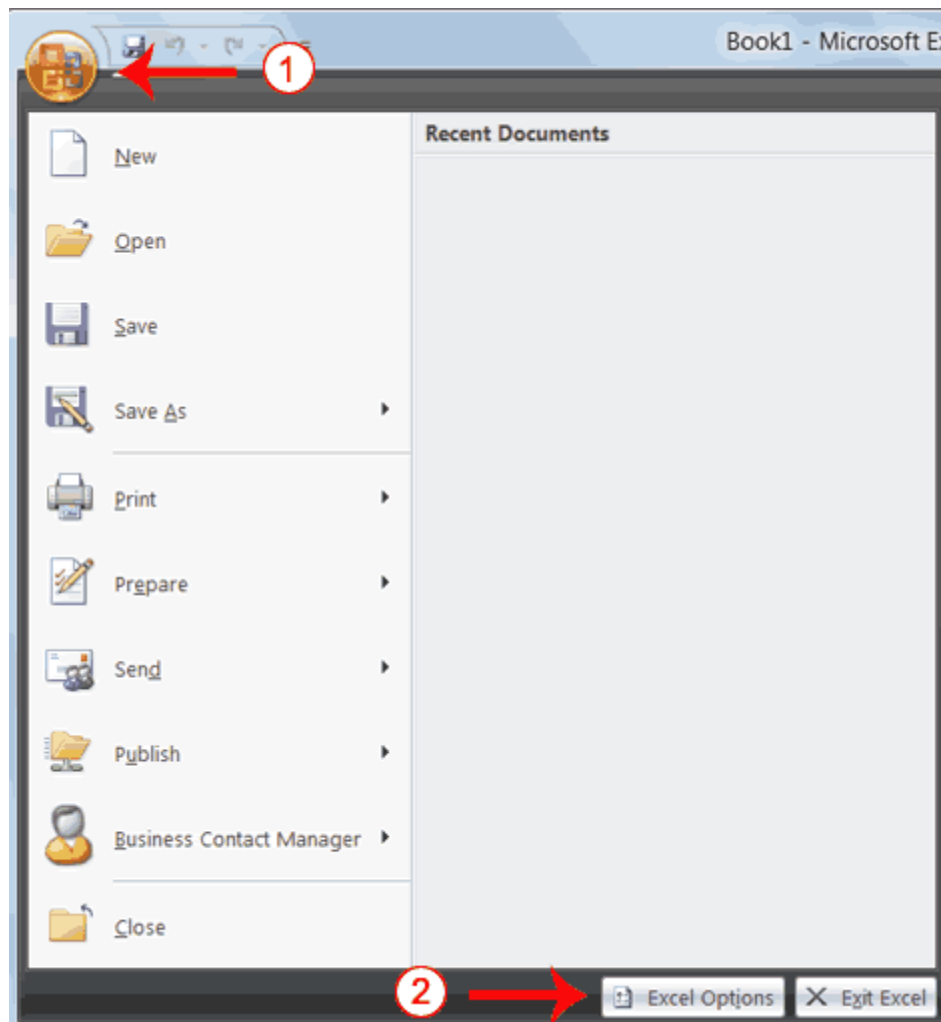 Book1 - Microsoft Ex
1
New
Recent Documents
Open
Save
Save As
Print
Prepare
Send
Publish
Business Contact Manager
Close
2
Excel Options
Exit Excel